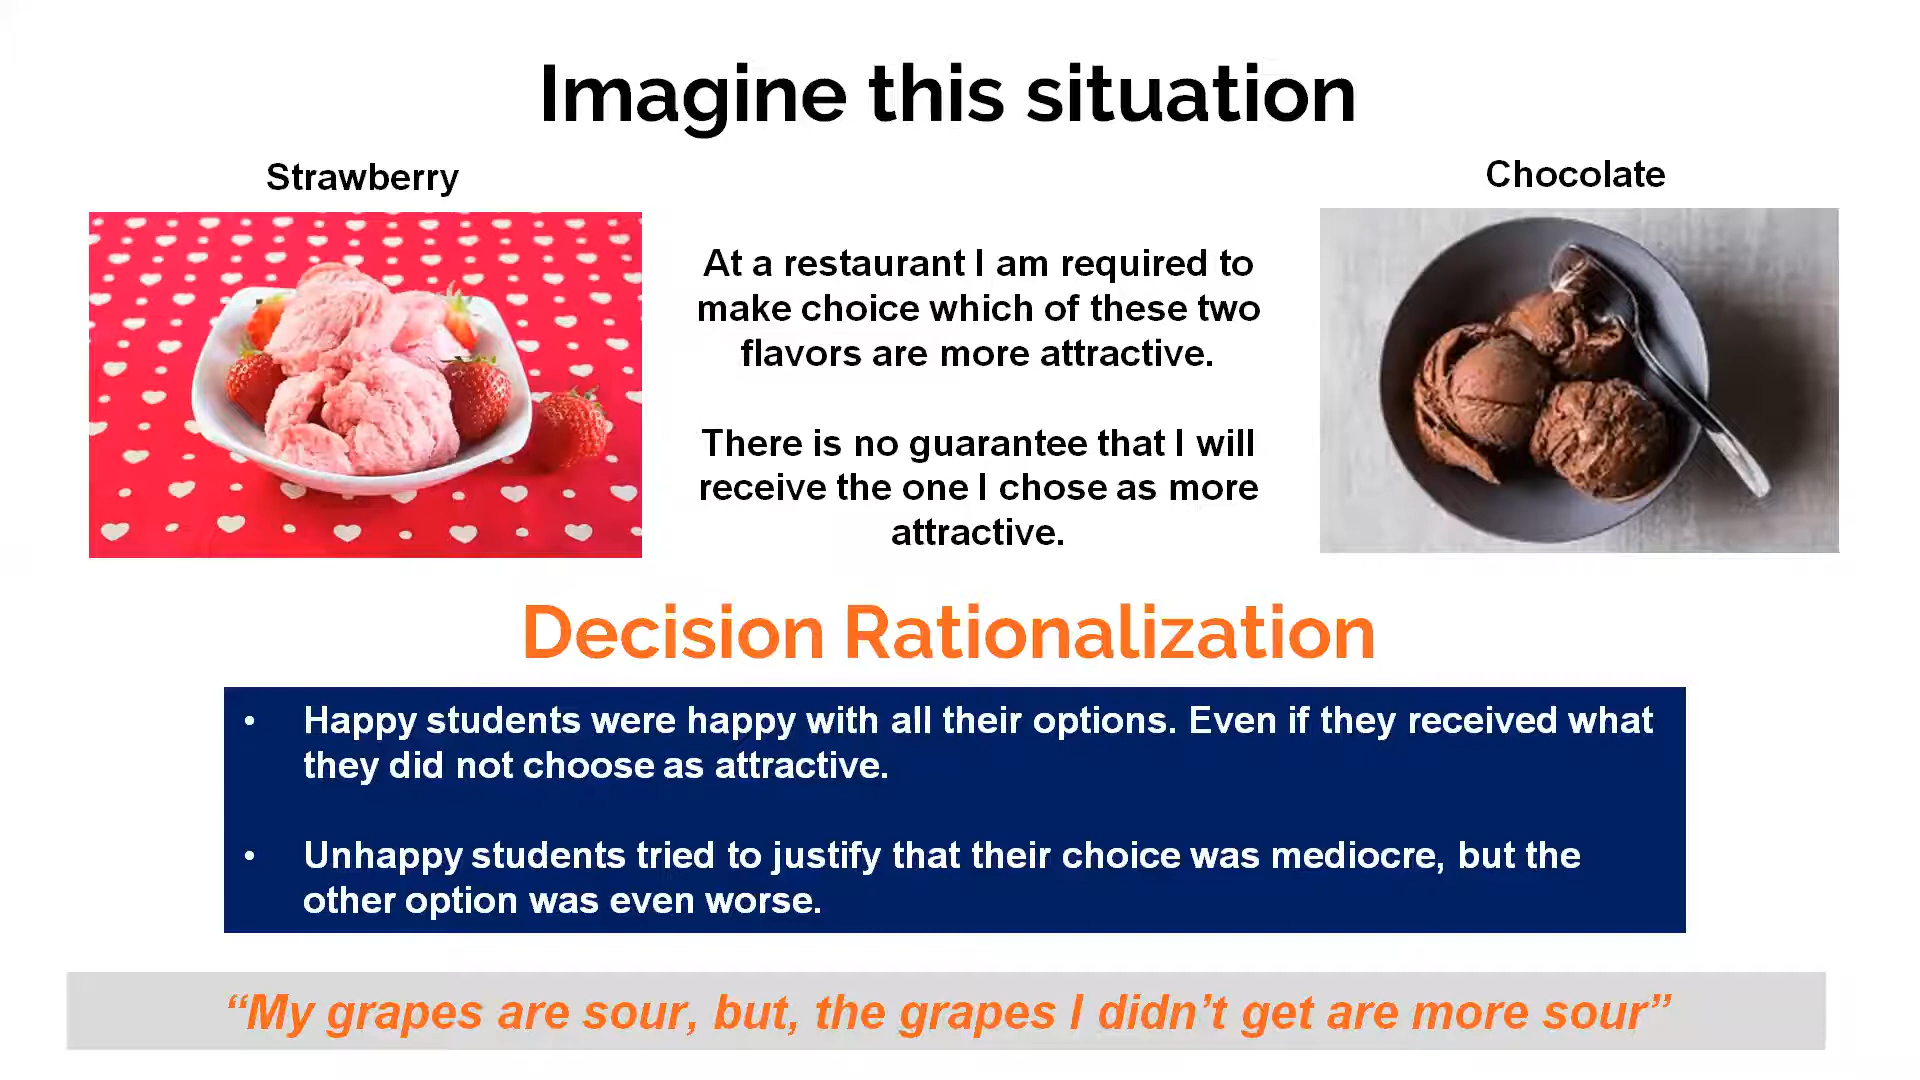 Imagine this situation
Strawberry
Chocolate
At a restaurant I am required to
make choice which of these two
flavors are more attractive.
There is no guarantee that I will
receive the one I chose as more
attractive.
Decision Rationalization
• Happy students were happy with all their options. Even if they received what
they did not choose as attractive.
• Unhappy students tried to justify that their choice was mediocre, but the
other option was even worse.
“My grapes are sour, but, the grapes I didn’t get are more sour”